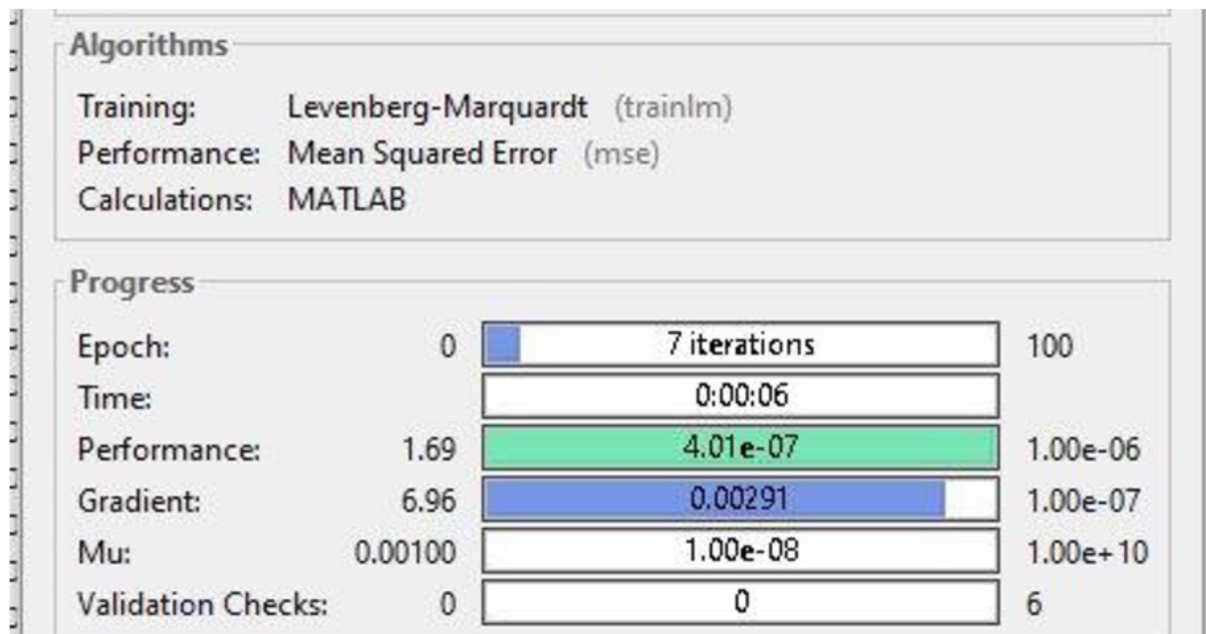 Algorithms
Training: Levenberg-Marquardt (trainlm)
Performance: Mean Squared Error (mse)
Calculations: MATLAB
Progress
Epoch: 0 7 iterations 100
Time: 0:00:06
Performance: 1.69 4.01e-07 1.00e-06
Gradient: 6.96 0.00291 1.00e-07
Mu: 0.00100 1.00e-08 1.00e+10
Validation Checks: 0 0 6